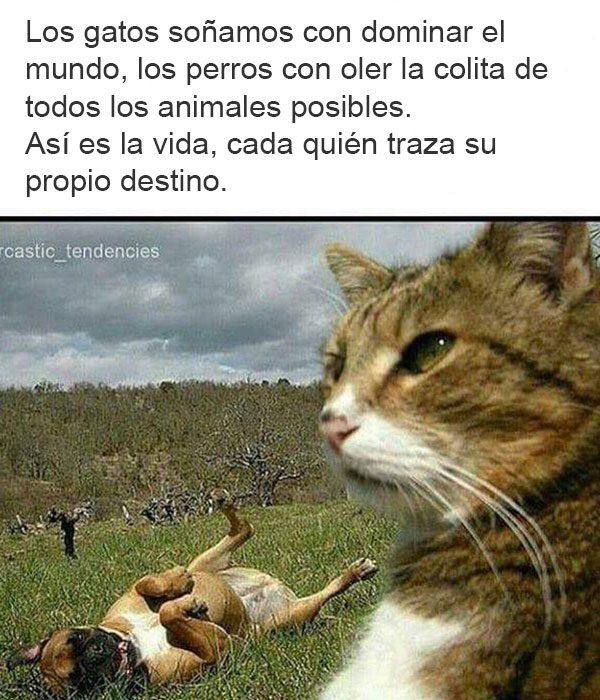 Los gatos soñamos con dominar el
mundo, los perros con oler la colita de
todos los animales posibles.
Así es la vida, cada quién traza su
propio destino.
rcastic_tendencies